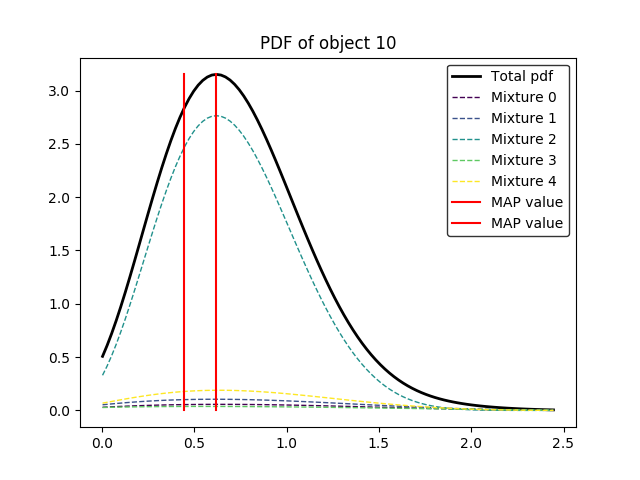 PDF of object 10
Total pdf
Mixture 0
Mixture 1
Mixture 2
Mixture 3
Mixture 4
MAP value
MAP value
3.0
2.5
2.0
1.5
1.0
0.5
0.0
0.0 0.5 1.0 1.5 2.0 2.5